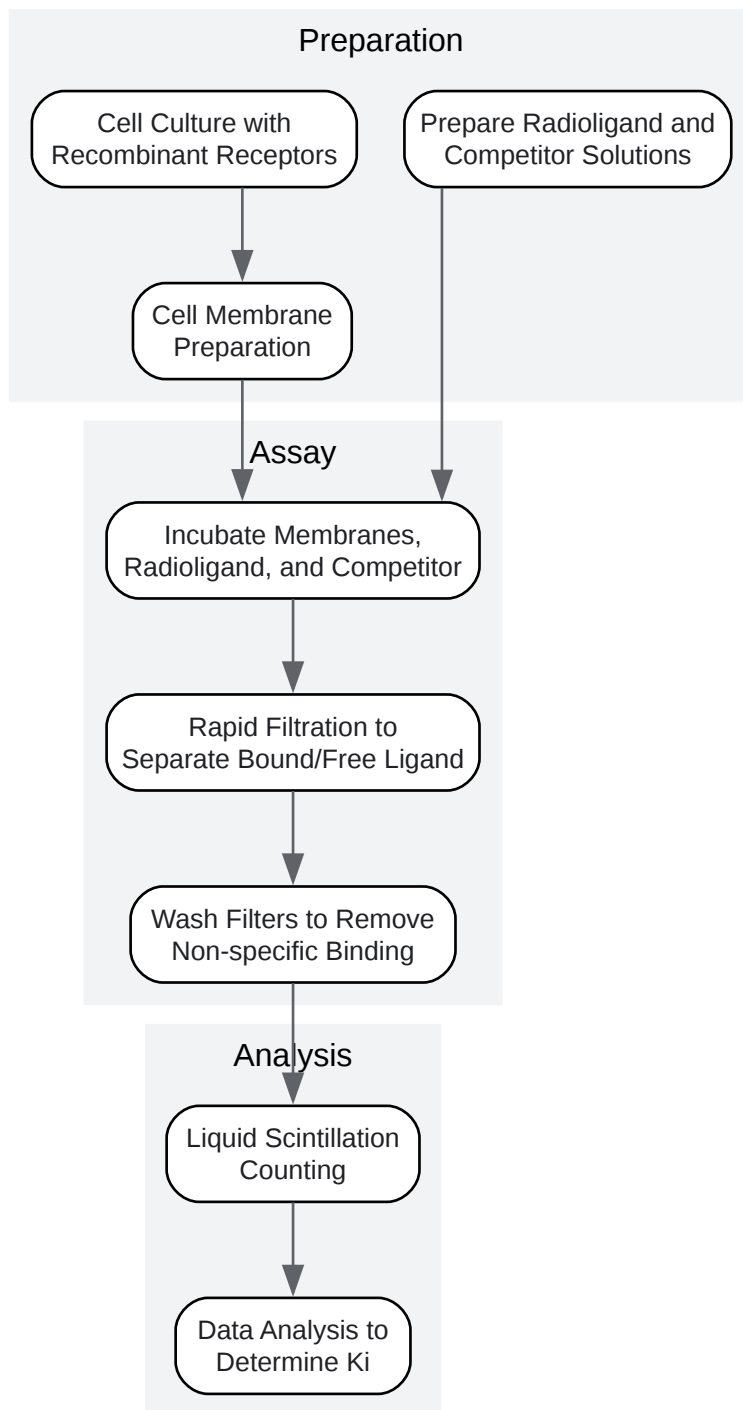 Preparation
Cell Culture with
Recombinant Receptors
Prepare Radioligand and
Competitor Solutions
Cell Membrane
Preparation
Assay
Incubate Membranes,
Radioligand, and Competitor
Rapid Filtration to
Separate Bound/Free Ligand
Wash Filters to Remove
Non-specific Binding
Analysis
Liquid Scintillation
Counting
Data Analysis to
Determine Ki